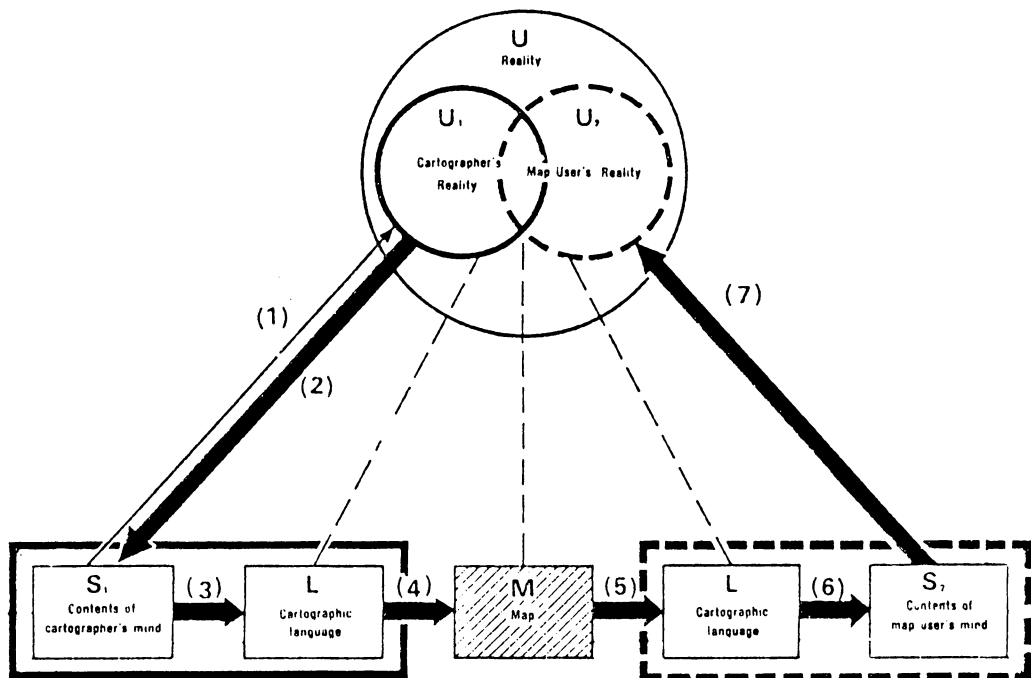 U
Reality
U₁
U₂
Cartographer's
Reality
Map User's Reality
(1)
(2)
(7)
S₁
Contents of
cartographer's mind
(3)
L
Cartographic
language
(4)
M
Map
(5)
L
Cartographic
language
(6)
S₂
Contents of
map user's mind